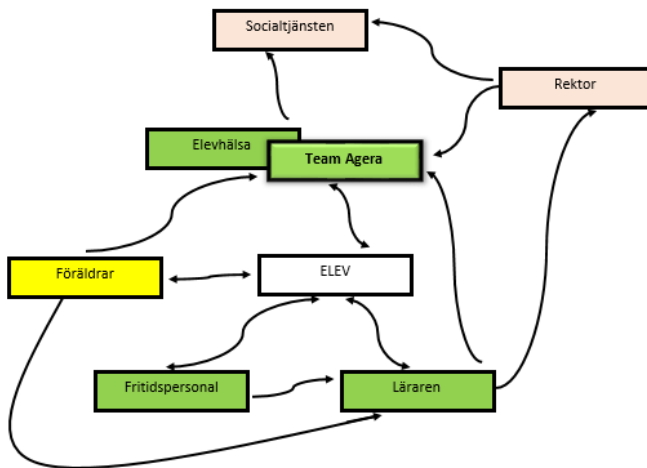 Socialtjänsten
Rektor
Elevhälsa
Team Agera
Föräldrar
ELEV
Fritidspersonal
Läraren